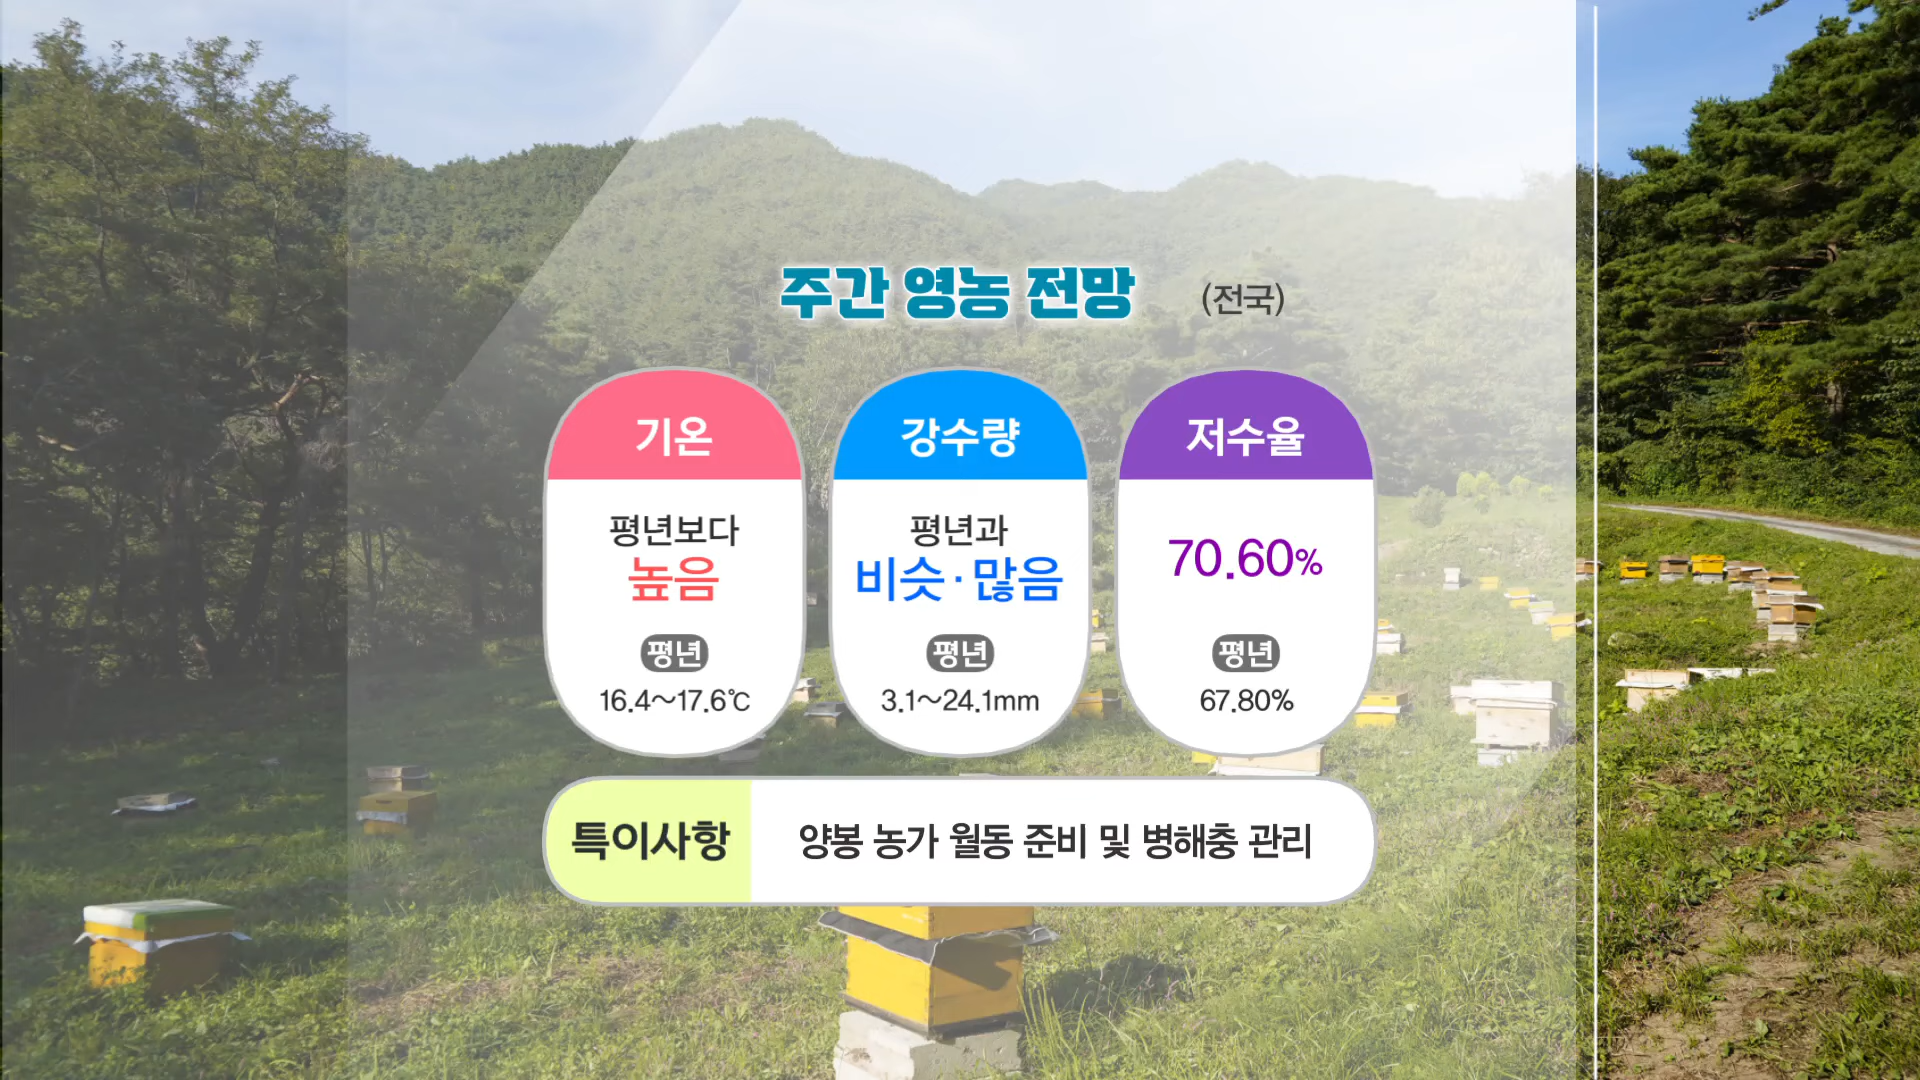 주간 영농 전망 (전국)
기온
평년보다
높음
평년
16.4~17.6℃
강수량
평년과
비슷·많음
평년
3.1~24.1mm
저수율
70.60%
평년
67.80%
특이사항 양봉 농가 월동 준비 및 병해충 관리